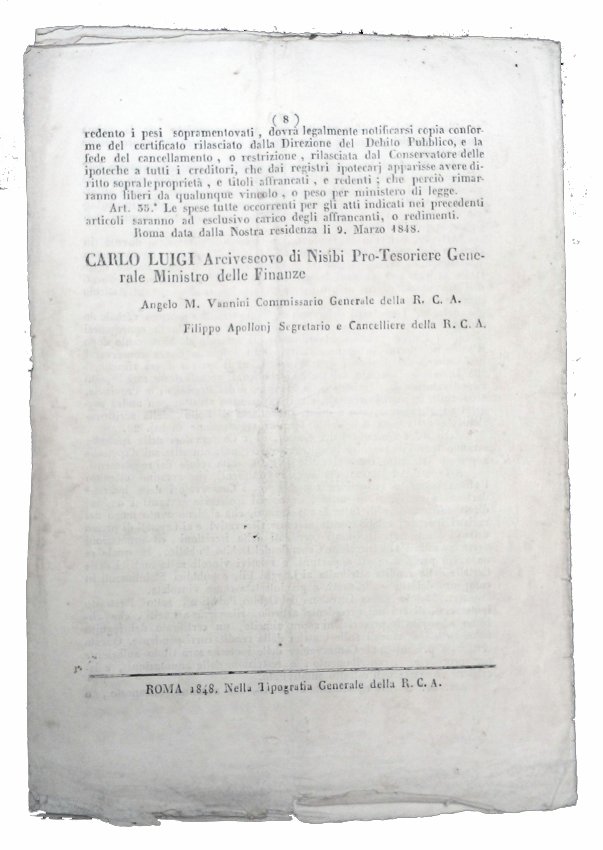 ( 8 )
redento i pesi sopramentovati , dovrà legalmente notificarsi copia confor-
me del certificato rilasciato dalla Direzione del Debito Pubblico, e la
fede del cancellamento , o restrizione , rilasciata dal Conservatore delle
ipoteche a tutti i creditori, che dai registri ipotecarj apparisse avere di-
ritto sopra le proprietà , e titoli affrancati , e redenti ; che perciò rimar-
ranno liberi da qualunque vincolo , o peso per ministero di legge.
Art. 35.° Le spese tutte occorrenti per gli atti indicati nei precedenti
articoli saranno ad esclusivo carico degli affrancanti, o redimenti.
Roma data dalla Nostra residenza li 9. Marzo 1848.
CARLO LUIGI Arcivescovo di Nisibi Pro-Tesoriere Gene-
rale Ministro delle Finanze
Angelo M. Vannini Commissario Generale della R. C. A.
Filippo Apollonj Segretario e Cancelliere della R. C. A.
ROMA 1848. Nella Tipografia Generale della R. C. A.